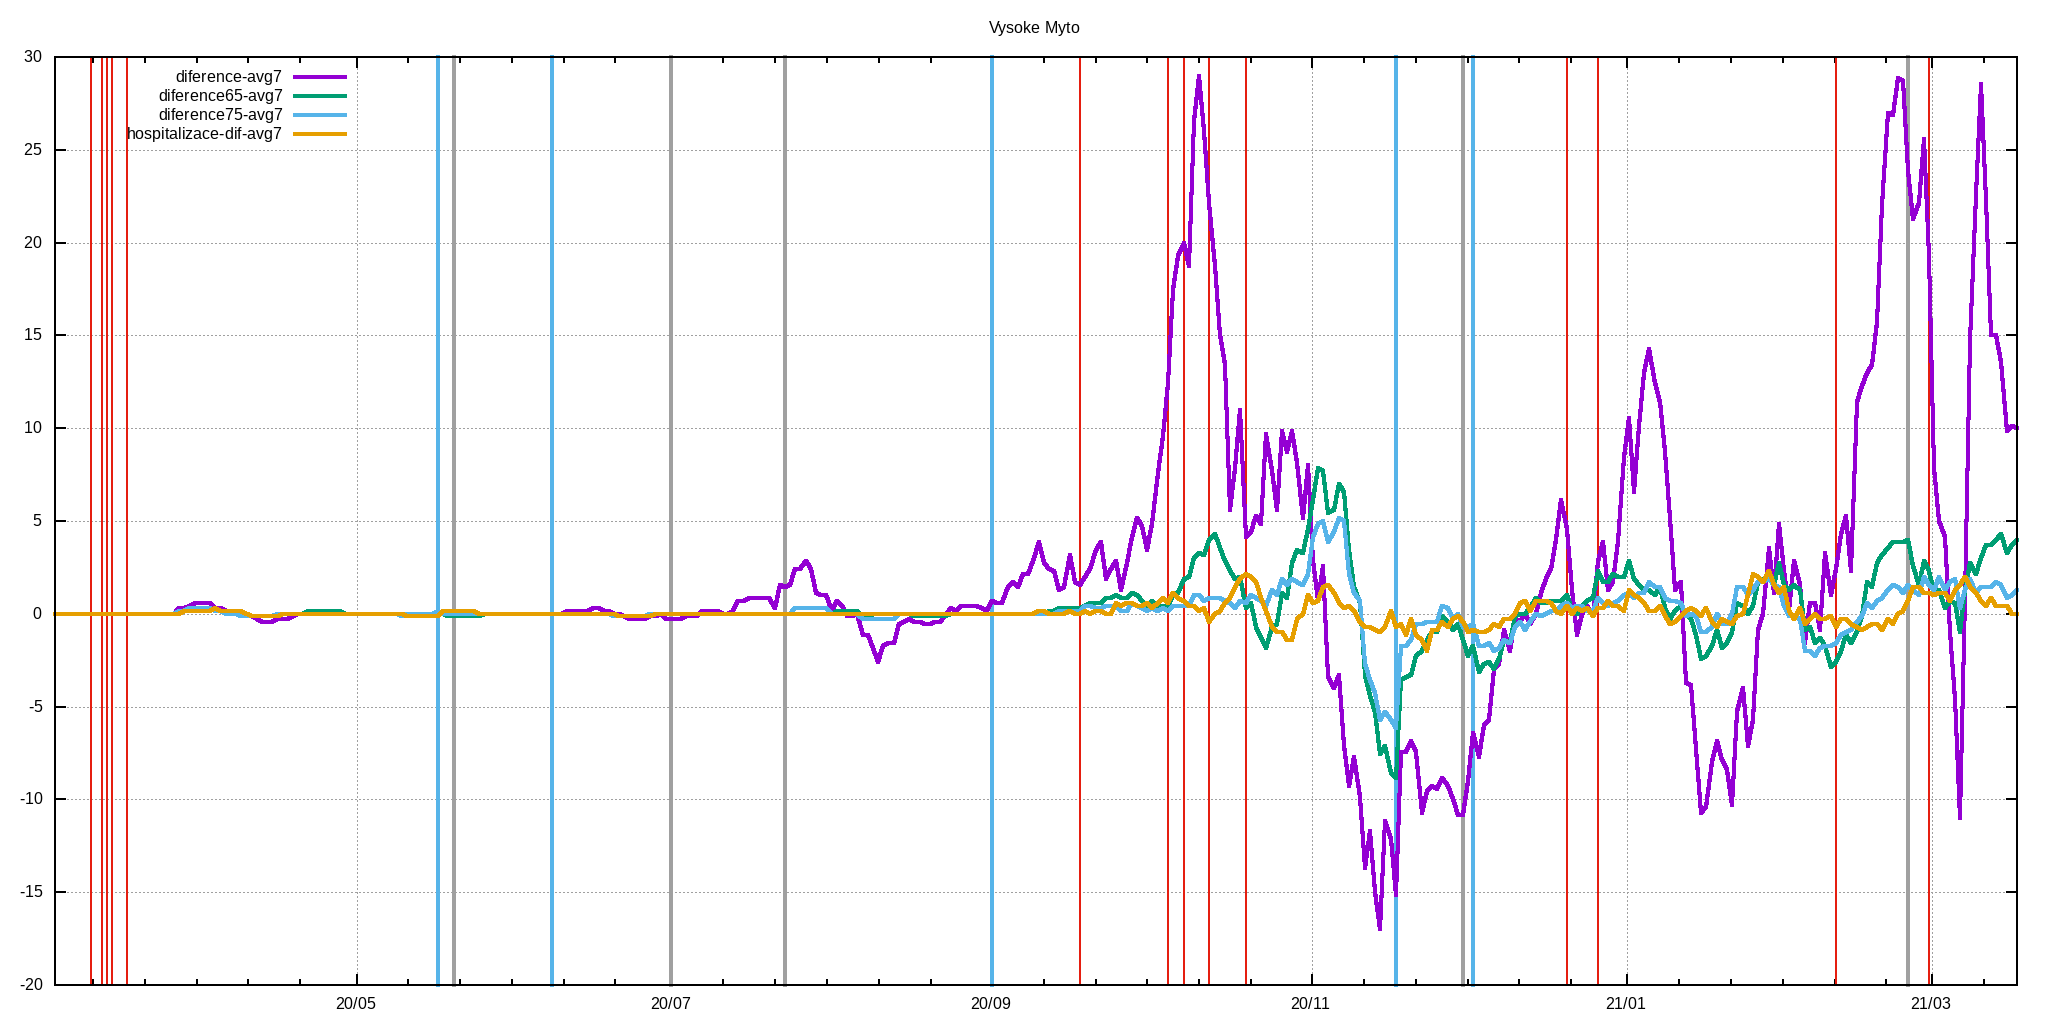 Vysoke Myto
diference-avg7
diference65-avg7
diference75-avg7
hospitalizace-dif-avg7
30
25
20
15
10
5
0
-5
-10
-15
-20
20/05 20/07 20/09 20/11 21/01 21/03